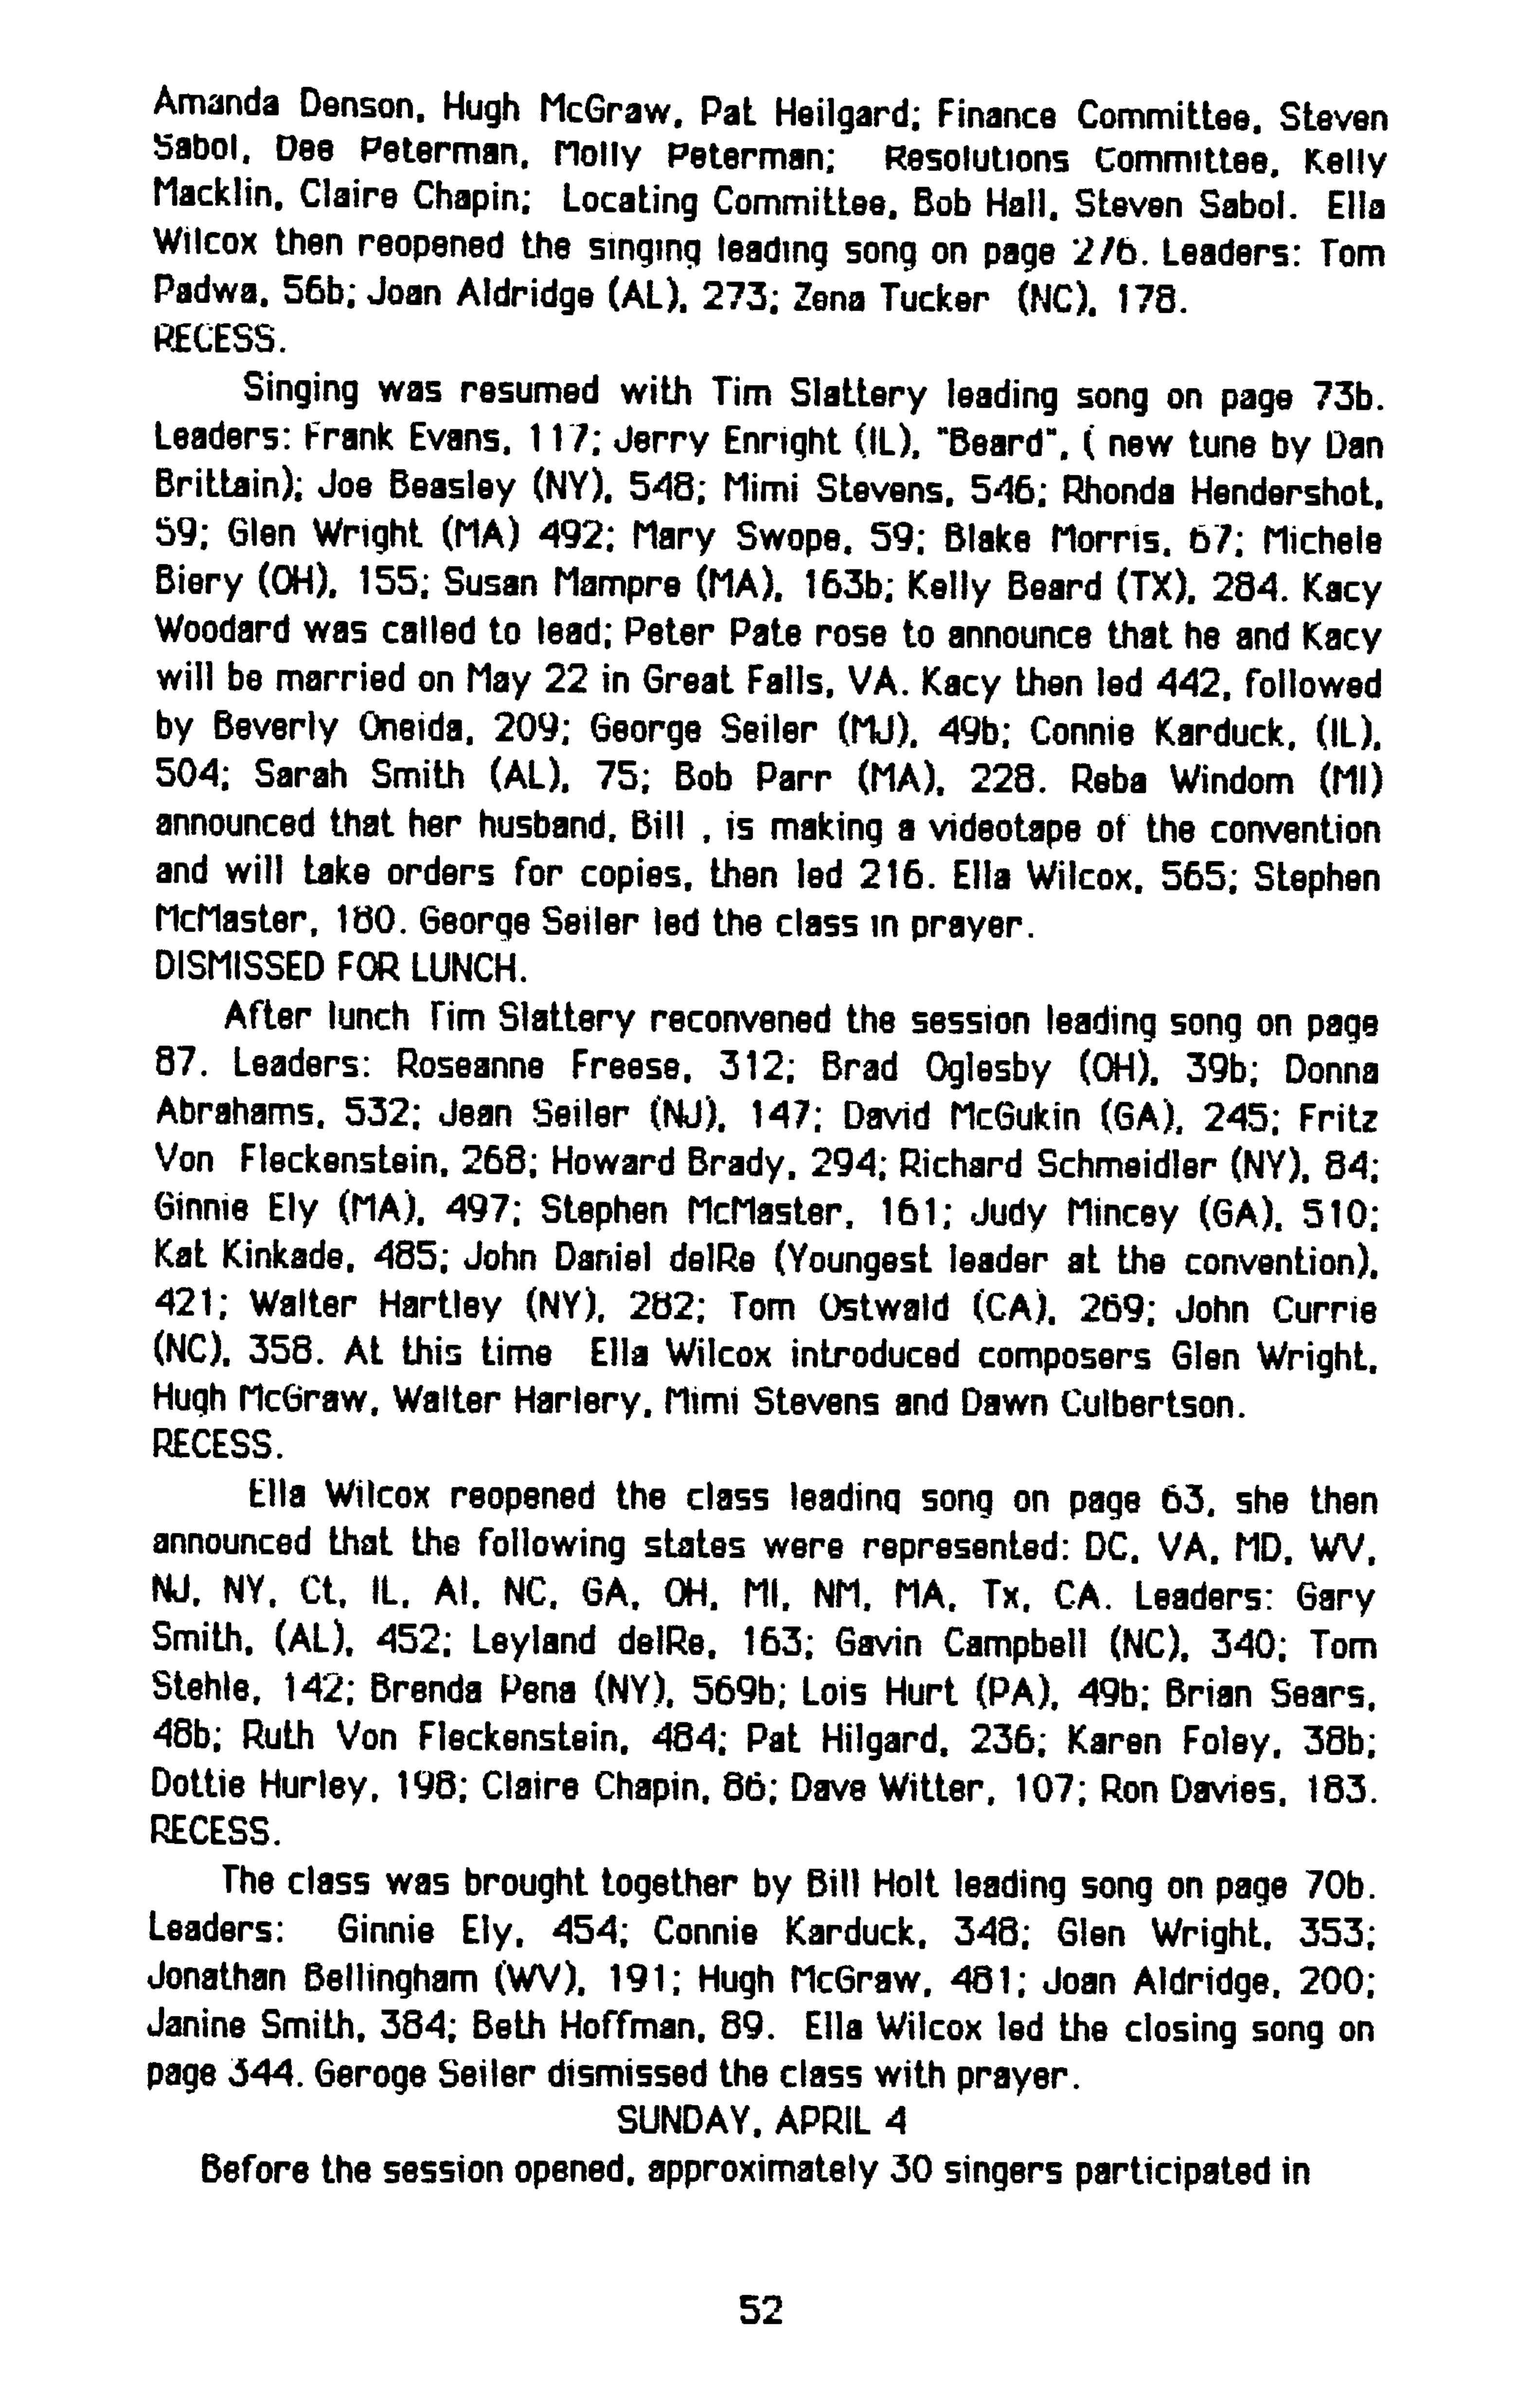 Amanda Denson, Hugh McGraw, Pat Heilgard; Finance Committee, Steven
Sabol, Dee Peterman, Molly Peterman; Resolutions Committee, Kelly
Macklin, Claire Chapin; Locating Committee, Bob Hall, Steven Sabol. Ella
Wilcox then reopened the singing leading song on page 276. Leaders: Tom
Padwa, 56b; Joan Aldridge (AL), 273; Zena Tucker (NC), 178.
RECESS.
Singing was resumed with Tim Slattery leading song on page 73b.
Leaders: Frank Evans, 117; Jerry Enright (IL), "Beard", ( new tune by Dan
Brittain); Joe Beasley (NY), 548; Mimi Stevens, 546; Rhonda Hendershot,
59; Glen Wright (MA) 492; Mary Swope, 59; Blake Morris, 67; Michele
Biery (OH), 155; Susan Mampre (MA), 163b; Kelly Beard (TX), 284. Kacy
Woodard was called to lead; Peter Pate rose to announce that he and Kacy
will be married on May 22 in Great Falls, VA. Kacy then led 442, followed
by Beverly Oneida, 209; George Seiler (MJ), 49b; Connie Karduck, (IL),
504; Sarah Smith (AL), 75; Bob Parr (MA), 228. Reba Windom (MI)
announced that her husband, Bill , is making a videotape of the convention
and will take orders for copies, then led 216. Ella Wilcox, 565; Stephen
McMaster, 180. George Seiler led the class in prayer.
DISMISSED FOR LUNCH.
After lunch Tim Slattery reconvened the session leading song on page
87. Leaders: Roseanne Freese, 312; Brad Oglesby (OH), 39b; Donna
Abrahams, 532; Jean Seiler (NJ), 147; David McGukin (GA), 245; Fritz
Von Fleckenstein, 268; Howard Brady, 294; Richard Schmeidler (NY), 84;
Ginnie Ely (MA), 497; Stephen McMaster, 161; Judy Mincey (GA), 510;
Kat Kinkade, 485; John Daniel delRe (Youngest leader at the convention),
421; Walter Hartley (NY), 282; Tom Ostwald (CA), 269; John Currie
(NC), 358. At this time Ella Wilcox introduced composers Glen Wright,
Hugh McGraw, Walter Harlery, Mimi Stevens and Dawn Culbertson.
RECESS.
Ella Wilcox reopened the class leading song on page 63, she then
announced that the following states were represented: DC, VA, MD, WV,
NJ, NY, Ct, IL, Al, NC, GA, OH, MI, NM, MA, Tx, CA. Leaders: Gary
Smith, (AL), 452; Leyland delRe, 163; Gavin Campbell (NC), 340; Tom
Stehle, 142; Brenda Pena (NY), 569b; Lois Hurt (PA), 49b; Brian Sears,
48b; Ruth Von Fleckenstein, 484; Pat Hilgard, 236; Karen Foley, 38b;
Dottie Hurley, 198; Claire Chapin, 86; Dave Witter, 107; Ron Davies, 183.
RECESS.
The class was brought together by Bill Holt leading song on page 70b.
Leaders: Ginnie Ely, 454; Connie Karduck, 348; Glen Wright, 353;
Jonathan Bellingham (WV), 191; Hugh McGraw, 481; Joan Aldridge, 200;
Janine Smith, 384; Beth Hoffman, 89. Ella Wilcox led the closing song on
page 344. Geroge Seiler dismissed the class with prayer.
SUNDAY, APRIL 4
Before the session opened, approximately 30 singers participated in
52